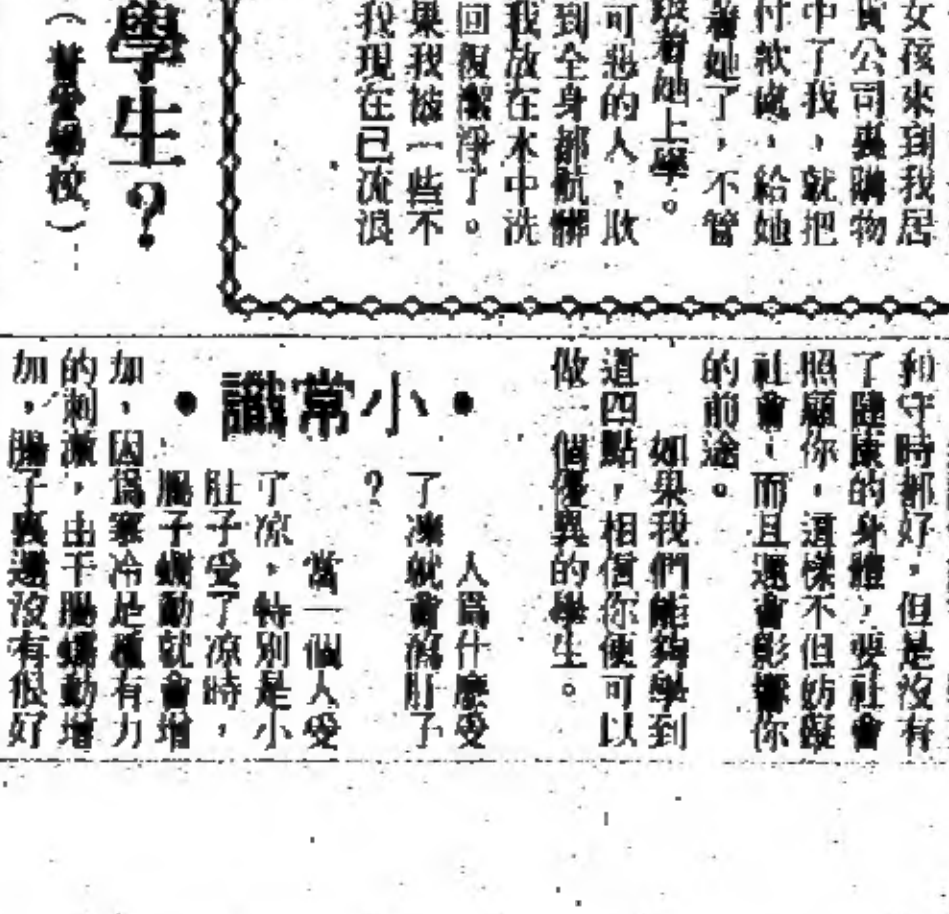 女孩來到我居
貨公司裏購物
中了我,就把
付款處,給她
著她了,不管
跟着她上學。
可惡的人,欺
到全身都骯髒
我放在水中洗
回復潔淨了。
果我被一些不
我現在已流浪
學生?
學校)
和守時都好,但是沒有
了健康的身體,要社會
照顧你,這樣不但妨礙
社會,而且還會影響你
的前途。
如果我們能夠學到
這四點,相信你便可以
做一個優異的學生。
•小常識•
人爲什麼受
了凍就會瀉肚子
?
當一個人受
了凉,特別是小
肚子受了凉時,
腸子蠕動就會增
加,因爲寒冷是種有力
的刺激,由于腸蠕動增
加,腸子裏邊沒有很好